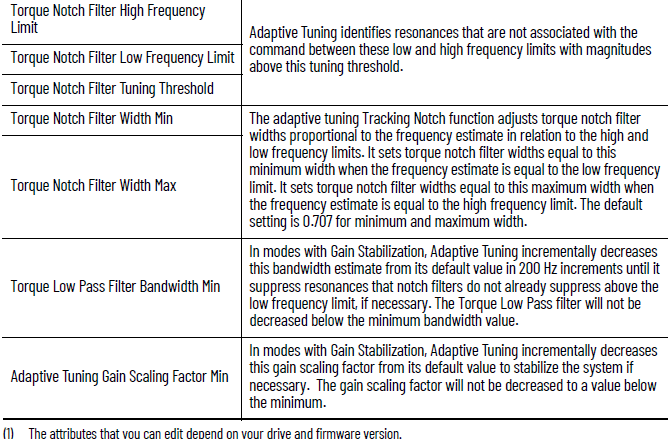 Torque Notch Filter High Frequency
Limit
Torque Notch Filter Low Frequency Limit
Torque Notch Filter Tuning Threshold
Adaptive Tuning identifies resonances that are not associated with the
command between these low and high frequency limits with magnitudes
above this tuning threshold.
Torque Notch Filter Width Min
Torque Notch Filter Width Max
The adaptive tuning Tracking Notch function adjusts torque notch filter
widths proportional to the frequency estimate in relation to the high and
low frequency limits. It sets torque notch filter widths equal to this
minimum width when the frequency estimate is equal to the low frequency
limit. It sets torque notch filter widths equal to this maximum width when
the frequency estimate is equal to the high frequency limit. The default
setting is 0.707 for minimum and maximum width.
Torque Low Pass Filter Bandwidth Min
In modes with Gain Stabilization, Adaptive Tuning incrementally decreases
this bandwidth estimate from its default value in 200 Hz increments until it
suppress resonances that notch filters do not already suppress above the
low frequency limit, if necessary. The Torque Low Pass filter will not be
decreased below the minimum bandwidth value.
Adaptive Tuning Gain Scaling Factor Min
In modes with Gain Stabilization, Adaptive Tuning incrementally decreases
this gain scaling factor from its default value to stabilize the system if
necessary. The gain scaling factor will not be decreased to a value below
the minimum.
(1) The attributes that you can edit depend on your drive and firmware version.